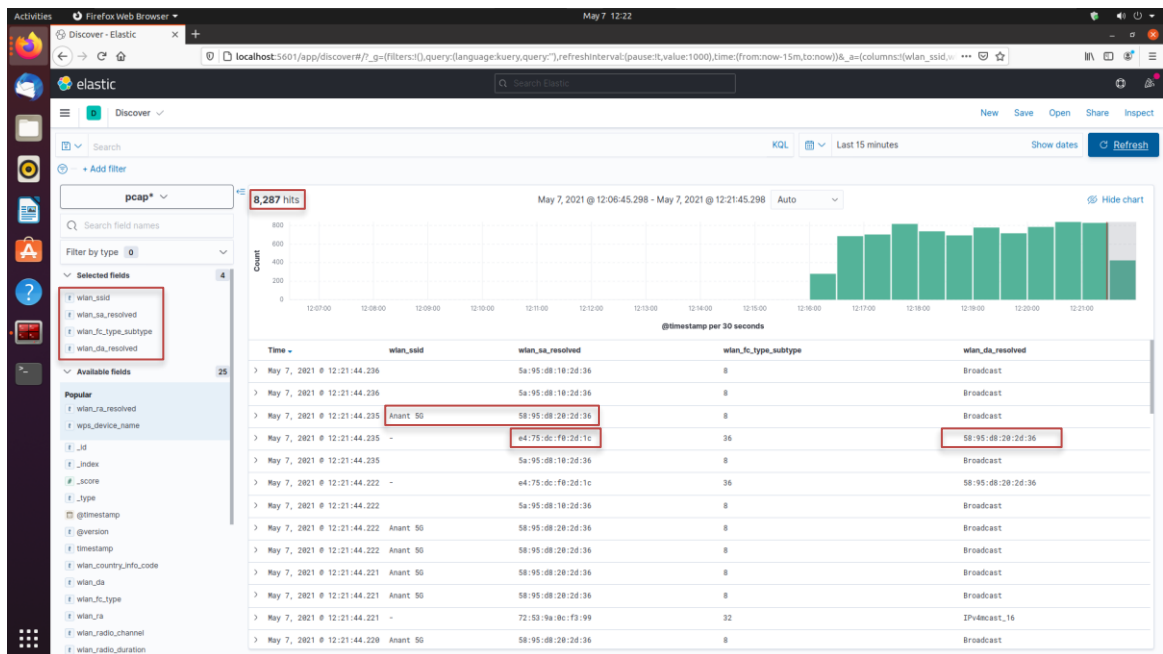 Activities Firefox Web Browser May 7 12:22
Discover - Elastic × +
localhost:5601/app/discover#/?_g=(filters:!(),query:(language:kuery,query:''),refreshInterval:(pause:!t,value:1000),time:(from:now-15m,to:now))&_a=(columns:!(wlan_ssid,w
elastic Search Elastic
D Discover New Save Open Share Inspect
Search KQL Last 15 minutes Show dates Refresh
+ Add filter
pcap*
Search field names
Filter by type 0
Selected fields 4
t wlan_ssid
t wlan_sa_resolved
t wlan_fc_type_subtype
t wlan_da_resolved
Available fields 25
Popular
t wlan_ra_resolved
t wps_device_name
t _id
t _index
# _score
t _type
@timestamp
t @version
t timestamp
t wlan_country_info_code
t wlan_da
t wlan_fc_type
t wlan_ra
t wlan_radio_channel
t wlan_radio_duration
8,287 hits May 7, 2021 @ 12:06:45.298 - May 7, 2021 @ 12:21:45.298 Auto Hide chart
Count
800
600
400
200
0
12:07:00 12:08:00 12:09:00 12:10:00 12:11:00 12:12:00 12:13:00 12:14:00 12:15:00 12:16:00 12:17:00 12:18:00 12:19:00 12:20:00 12:21:00
@timestamp per 30 seconds
Time wlan_ssid wlan_sa_resolved wlan_fc_type_subtype wlan_da_resolved
> May 7, 2021 @ 12:21:44.236 5a:95:d8:10:2d:36 8 Broadcast
> May 7, 2021 @ 12:21:44.236 5a:95:d8:10:2d:36 8 Broadcast
> May 7, 2021 @ 12:21:44.235 Anant 5G 58:95:d8:20:2d:36 8 Broadcast
> May 7, 2021 @ 12:21:44.235 - e4:75:dc:f0:2d:1c 36 58:95:d8:20:2d:36
> May 7, 2021 @ 12:21:44.235 5a:95:d8:10:2d:36 8 Broadcast
> May 7, 2021 @ 12:21:44.222 - e4:75:dc:f0:2d:1c 36 58:95:d8:20:2d:36
> May 7, 2021 @ 12:21:44.222 5a:95:d8:10:2d:36 8 Broadcast
> May 7, 2021 @ 12:21:44.222 Anant 5G 58:95:d8:20:2d:36 8 Broadcast
> May 7, 2021 @ 12:21:44.221 Anant 5G 58:95:d8:20:2d:36 8 Broadcast
> May 7, 2021 @ 12:21:44.221 Anant 5G 58:95:d8:20:2d:36 8 Broadcast
> May 7, 2021 @ 12:21:44.221 - 72:53:9a:0c:f3:99 32 IPv4mcast_16
> May 7, 2021 @ 12:21:44.220 Anant 5G 58:95:d8:20:2d:36 8 Broadcast